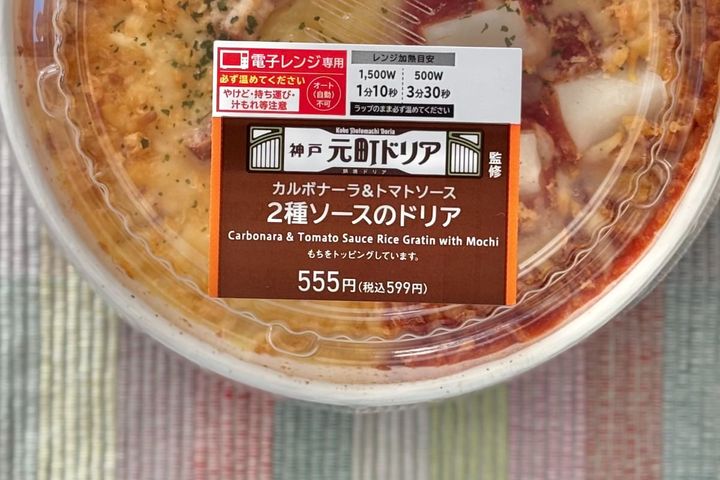 電子レンジ専用
必ず温めてください
やけど・持ち運び・
汁もれ等注意
オート
(自動)
不可
レンジ加熱目安
1,500W 500W
1分10秒 3分30秒
ラップのまま必ず温めてください
Kobe Motomachi Doria
神戸 元町ドリア
監修
カルボナーラ&トマトソース
2種ソースのドリア
Carbonara & Tomato Sauce Rice Gratin with Mochi
もちをトッピングしています。
555円(税込599円)